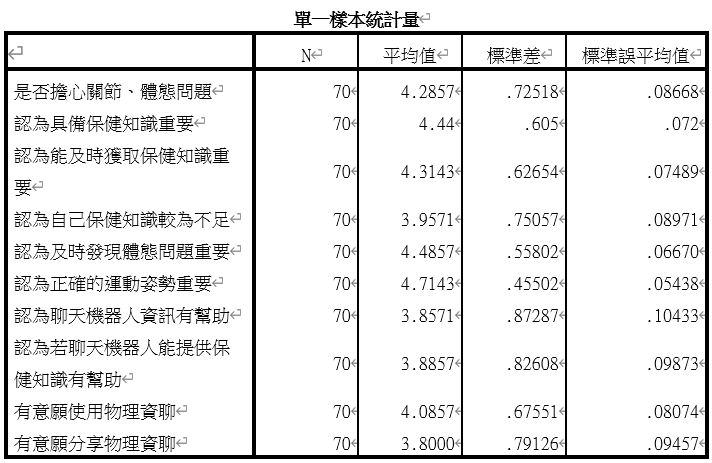 單一樣本統計量
N 平均值 標準差 標準誤平均值
是否擔心關節、體態問題 70 4.2857 .72518 .08668
認為具備保健知識重要 70 4.44 .605 .072
認為能及時獲取保健知識重
要 70 4.3143 .62654 .07489
認為自己保健知識較為不足 70 3.9571 .75057 .08971
認為及時發現體態問題重要 70 4.4857 .55802 .06670
認為正確的運動姿勢重要 70 4.7143 .45502 .05438
認為聊天機器人資訊有幫助 70 3.8571 .87287 .10433
認為若聊天機器人能提供保
健知識有幫助 70 3.8857 .82608 .09873
有意願使用物理資聊 70 4.0857 .67551 .08074
有意願分享物理資聊 70 3.8000 .79126 .09457